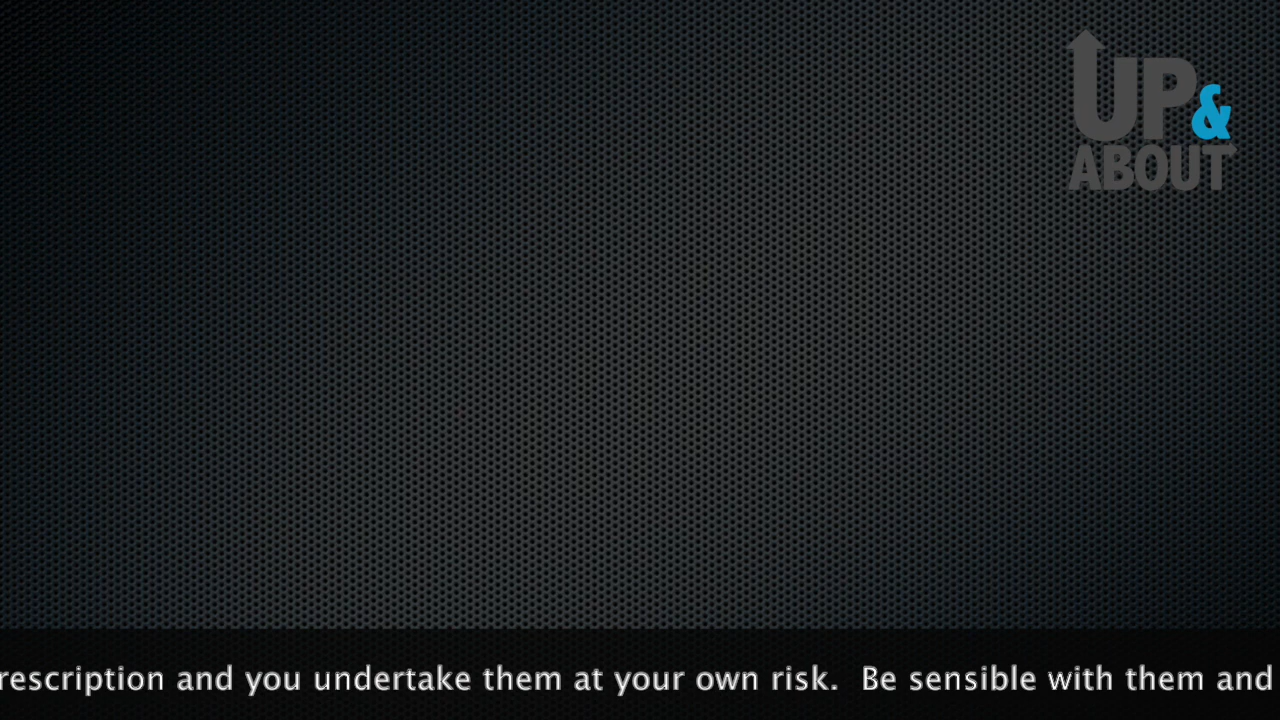 UP&
ABOUT
rescription and you undertake them at your own risk. Be sensible with them and